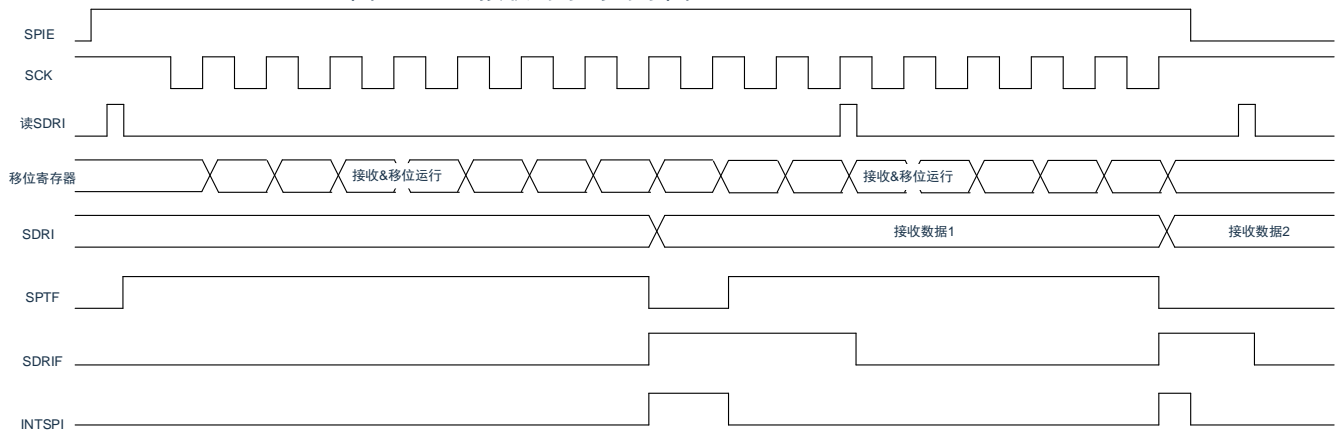 SPIE
SCK
读SDRI
移位寄存器
接收&移位运行
接收&移位运行
SDRI
接收数据1
接收数据2
SPTF
SDRIF
INTSPI